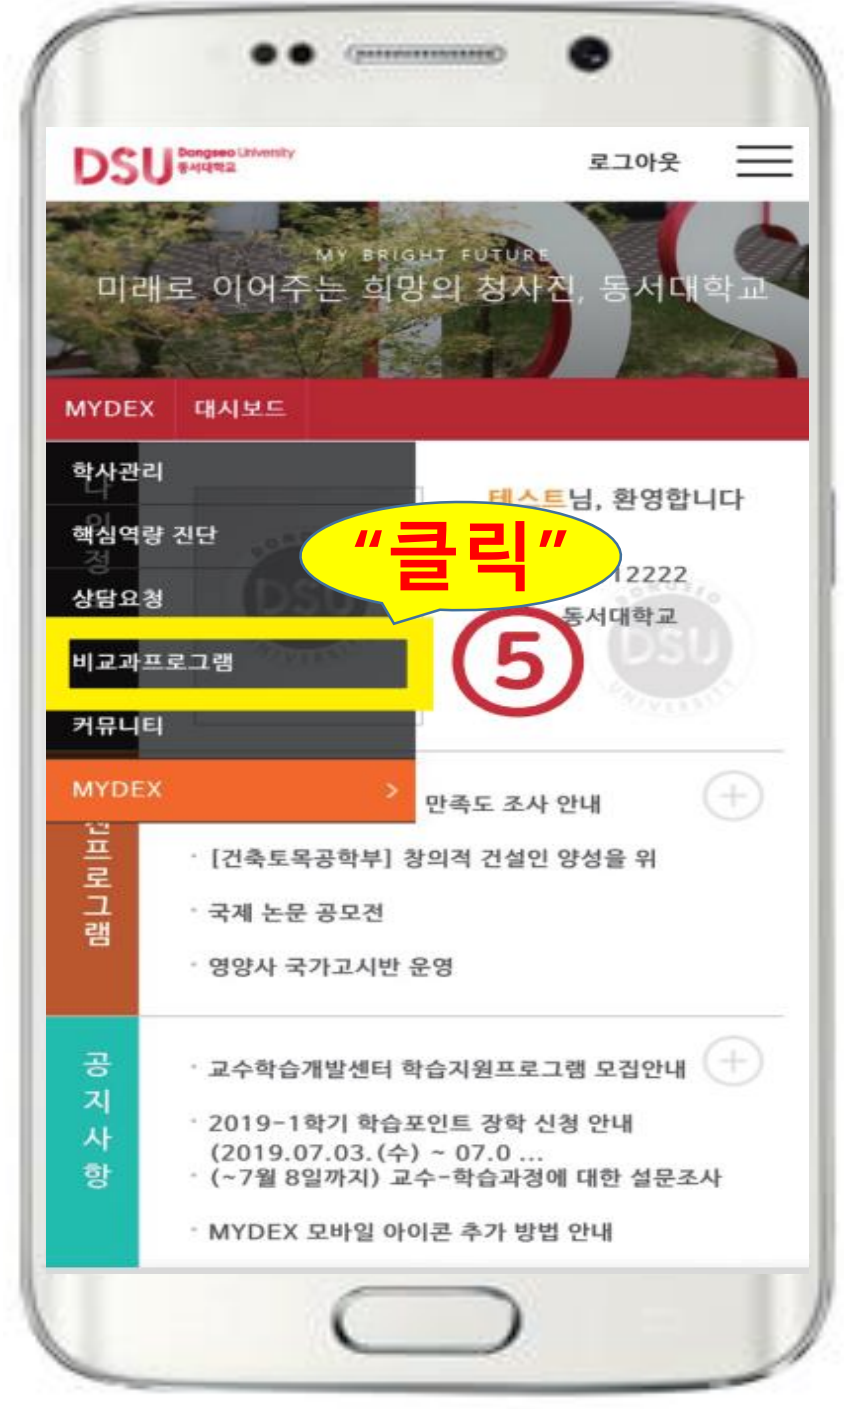 DSU Dongseo University
동서대학교
로그아웃
MY BRIGHT FUTURE
미래로 이어주는 희망의 청사진, 동서대학교
MYDEX 대시보드
학사관리
핵심역량 진단
상담요청
비교과프로그램
커뮤니티
MYDEX >
테스트님, 환영합니다
"클릭"
12222
동서대학교
⑤
DONGSEO
DSU
UNIVERSITY
만족도 조사 안내
프로그램
· [건축토목공학부] 창의적 건설인 양성을 위
· 국제 논문 공모전
· 영양사 국가고시반 운영
공지사항
· 교수학습개발센터 학습지원프로그램 모집안내
· 2019-1학기 학습포인트 장학 신청 안내
(2019.07.03.(수) ~ 07.0 ...
· (~7월 8일까지) 교수-학습과정에 대한 설문조사
· MYDEX 모바일 아이콘 추가 방법 안내